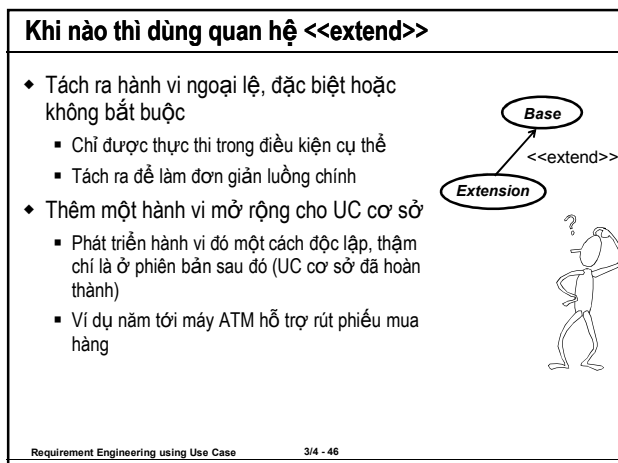 Khi nào thì dùng quan hệ <<extend>>
Tách ra hành vi ngoại lệ, đặc biệt hoặc
không bắt buộc
Chỉ được thực thi trong điều kiện cụ thể
Tách ra để làm đơn giản luồng chính
Thêm một hành vi mở rộng cho UC cơ sở
Phát triển hành vi đó một cách độc lập, thậm
chí là ở phiên bản sau đó (UC cơ sở đã hoàn
thành)
Ví dụ năm tới máy ATM hỗ trợ rút phiếu mua
hàng
Base
<<extend>>
Extension
?
Requirement Engineering using Use Case 3/4 - 46